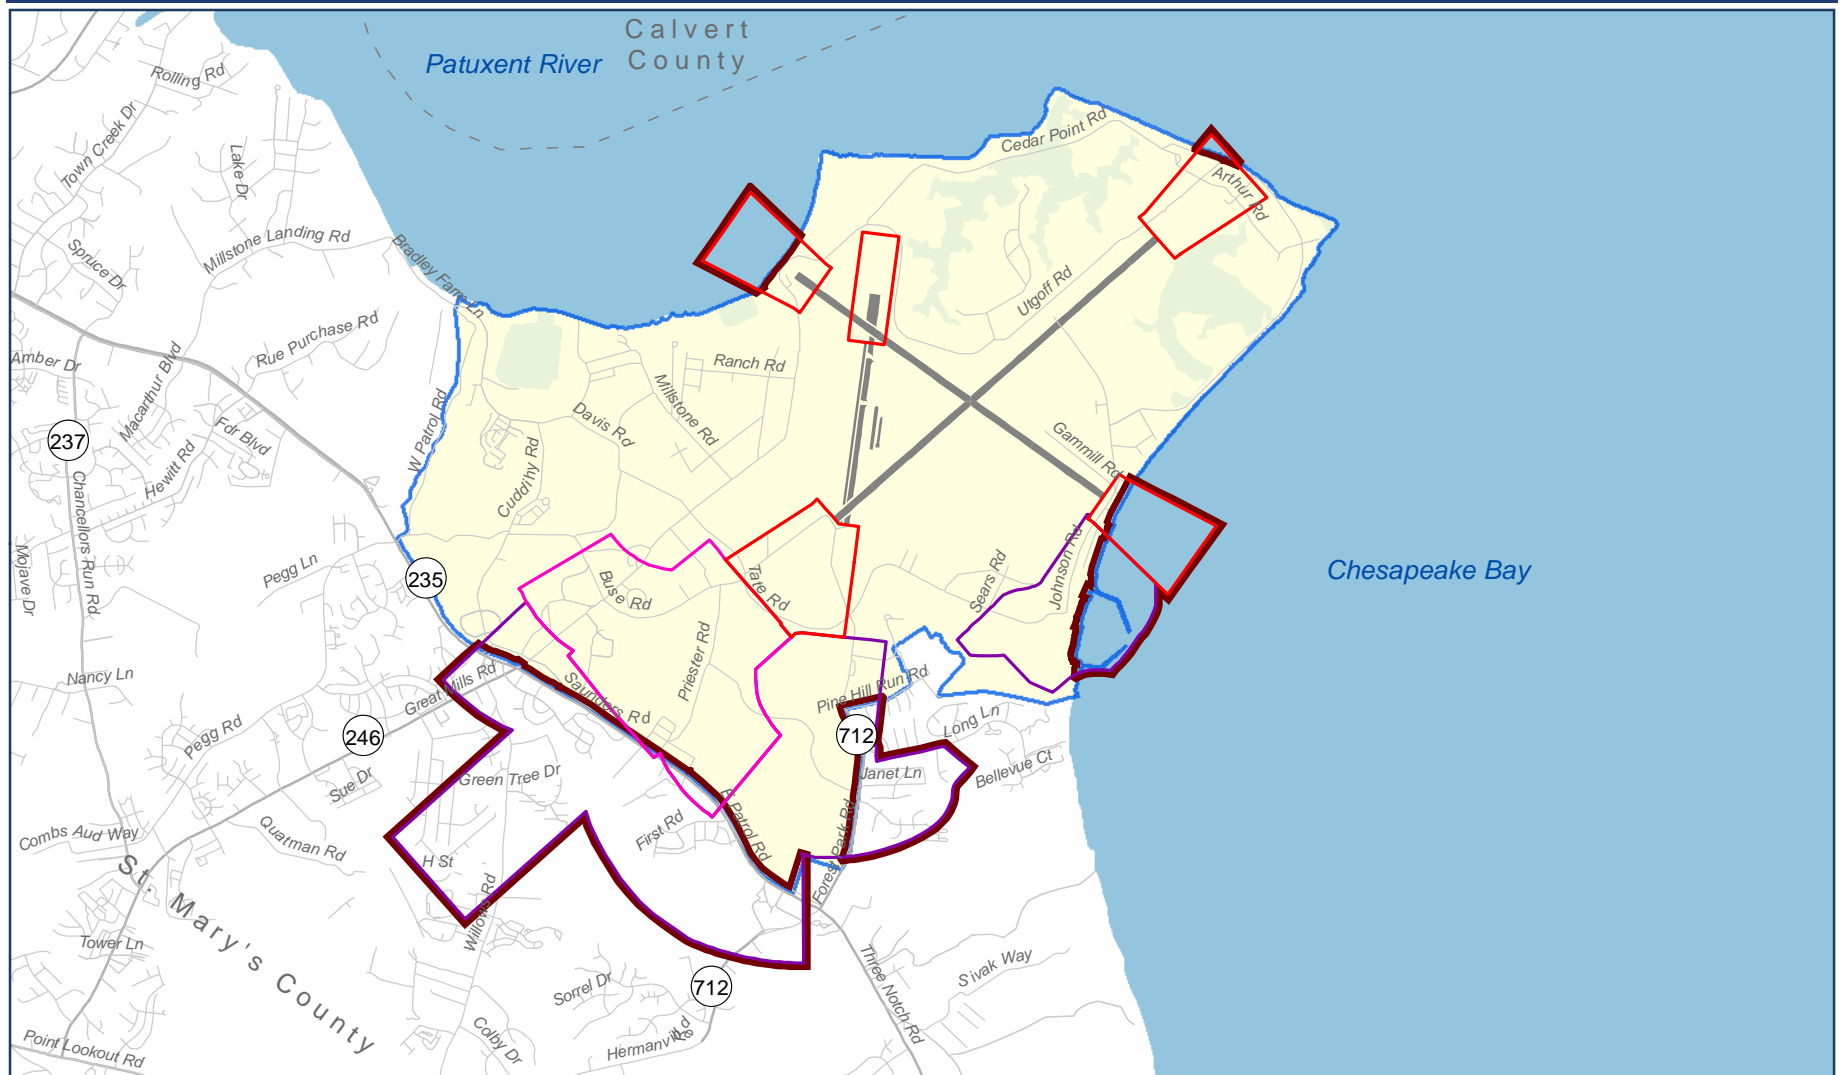 Calvert
County
Patuxent River
Rolling Rd
Town Creek Dr
Lake Dr
Cedar Point Rd
Arthur Rd
Spruce Dr
Millstone Landing Rd
Bradley Farm Ln
Utgoff Rd
Rue Purchase Rd
Amber Dr
Macarthur Blvd
Ranch Rd
Millstone Rd
W Patrol Rd
Davis Rd
Fdr Blvd
237
Hewitt Rd
Cuddihy Rd
Gammill Rd
Chancellors Run Rd
Mojave Dr
Pegg Ln
235
Buse Rd
Tate Rd
Sears Rd
Johnson Rd
Chesapeake Bay
Nancy Ln
Great Mills Rd
Saunders Rd
Priester Rd
Pine Hill Run Rd
Pegg Rd
246
712
Long Ln
Sue Dr
Green Tree Dr
Janet Ln
Bellevue Ct
Combs Aud Way
Quatman Rd
First Rd
Patrol Rd
Forest Park Rd
H St
St. Mary's County
Willows Rd
Tower Ln
Three Notch Rd
Sivak Way
Sorrel Dr
712
Colby Dr
Point Lookout Rd